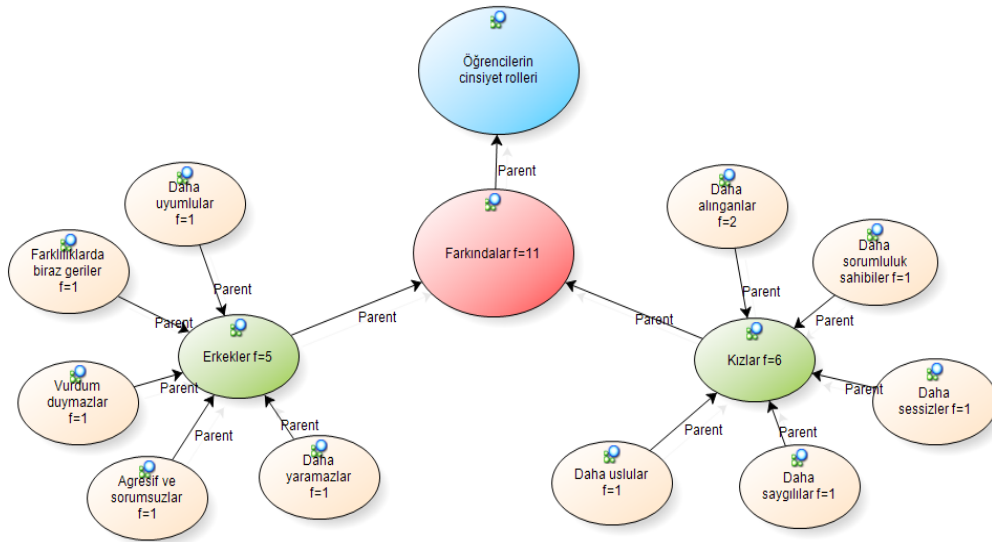 Öğrencilerin
cinsiyet rolleri
Parent
Farkındalar f=11
Daha
uyumlular
f=1
Farklılıklarda
biraz geriler
f=1
Parent
Parent
Erkekler f=5
Parent
Vurdum
duymazlar
f=1
Parent
Agresif ve
sorumsuzlar
f=1
Parent
Daha
yaramazlar
f=1
Parent
Daha
alınganlar
f=2
Daha
sorumluluk
sahibiler f=1
Parent
Parent
Parent
Kızlar f=6
Daha
sessizler f=1
Parent
Daha uslular
f=1
Parent
Daha
saygılılar f=1
Parent